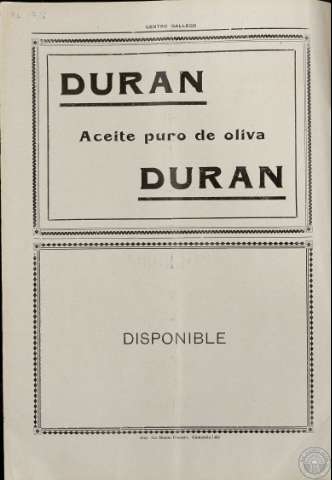 CENTRO GALLEGO
DURAN
Aceite puro de oliva
DURAN
DISPONIBLE